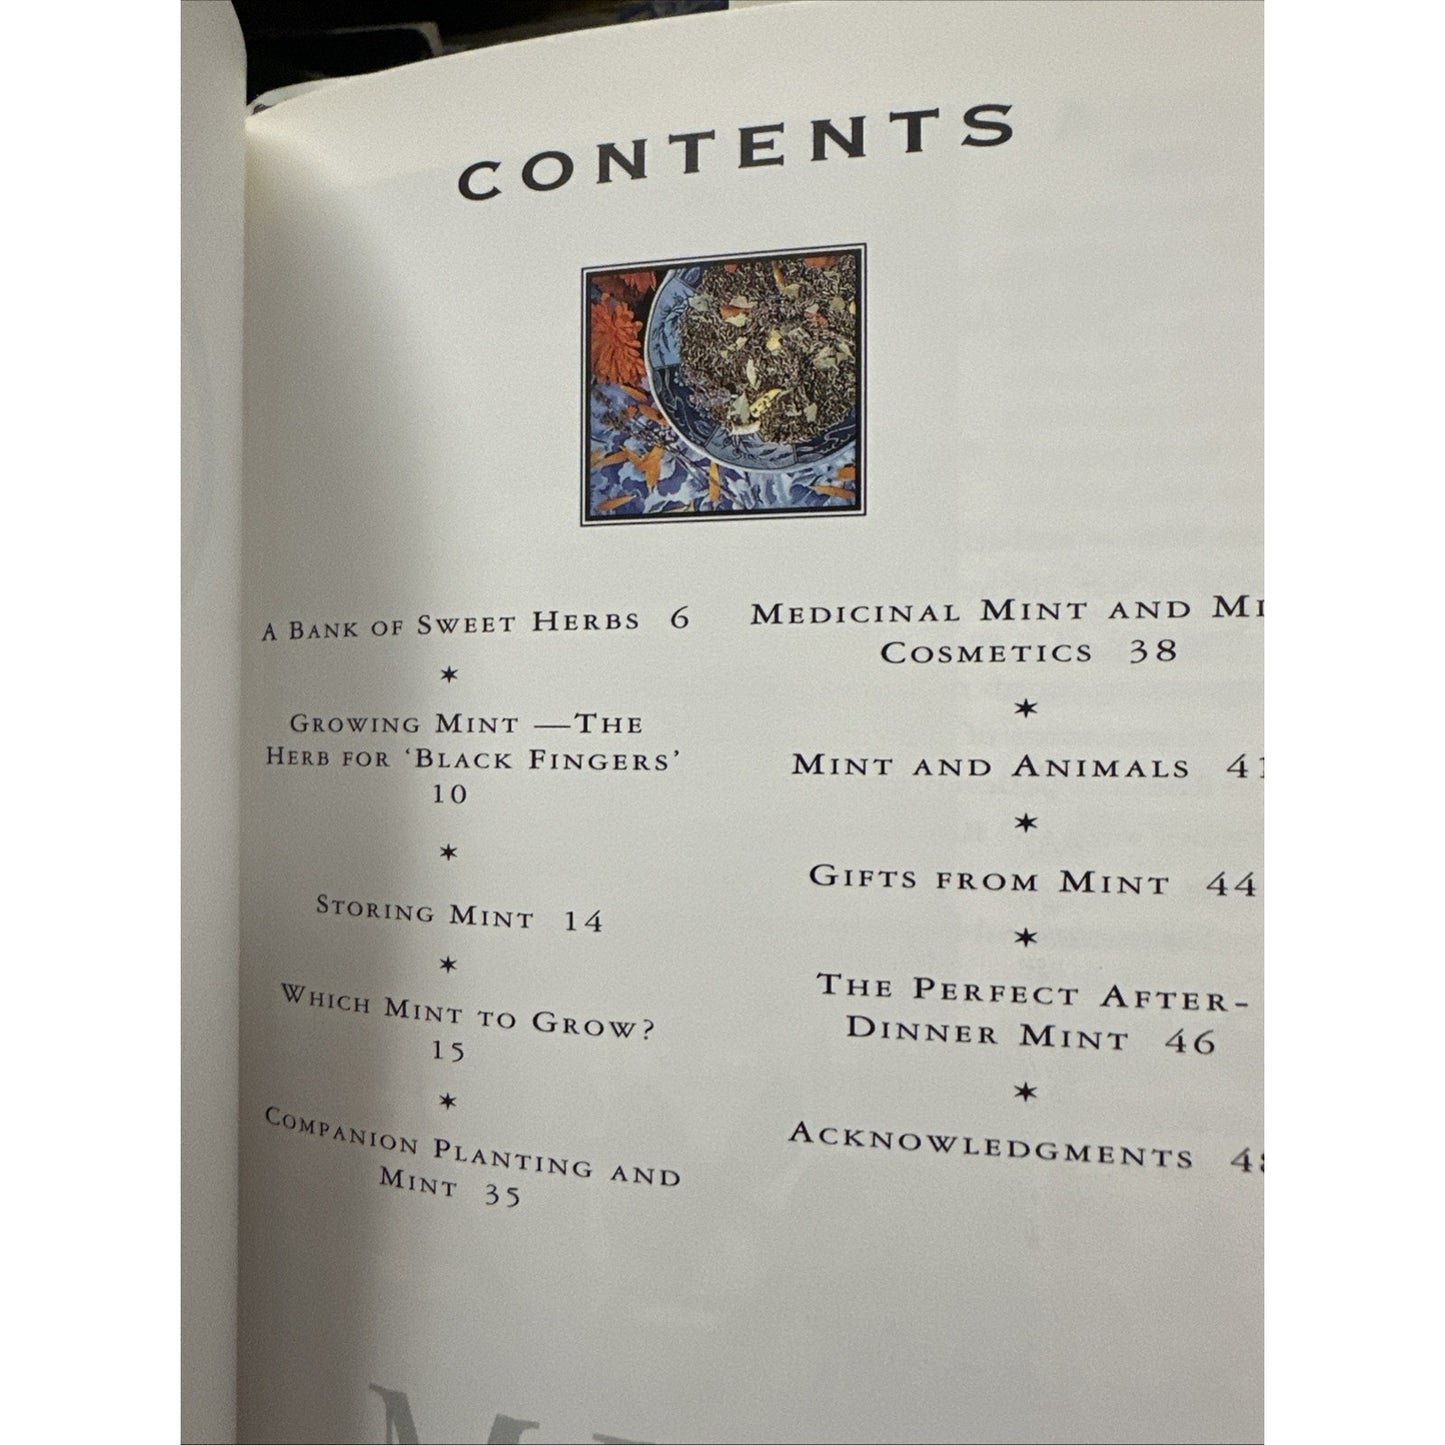 CONTENTS
A BANK OF SWEET HERBS 6
✶
GROWING MINT —THE
HERB FOR ‘BLACK FINGERS’
10
✶
STORING MINT 14
✶
WHICH MINT TO GROW?
15
✶
COMPANION PLANTING AND
MINT 35
MEDICINAL MINT AND
COSMETICS 38
✶
MINT AND ANIMALS 41
✶
GIFTS FROM MINT 44
✶
THE PERFECT AFTER-
DINNER MINT 46
✶
ACKNOWLEDGMENTS 48